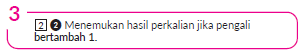 3
2 2 Menemukan hasil perkalian jika pengali
bertambah 1.